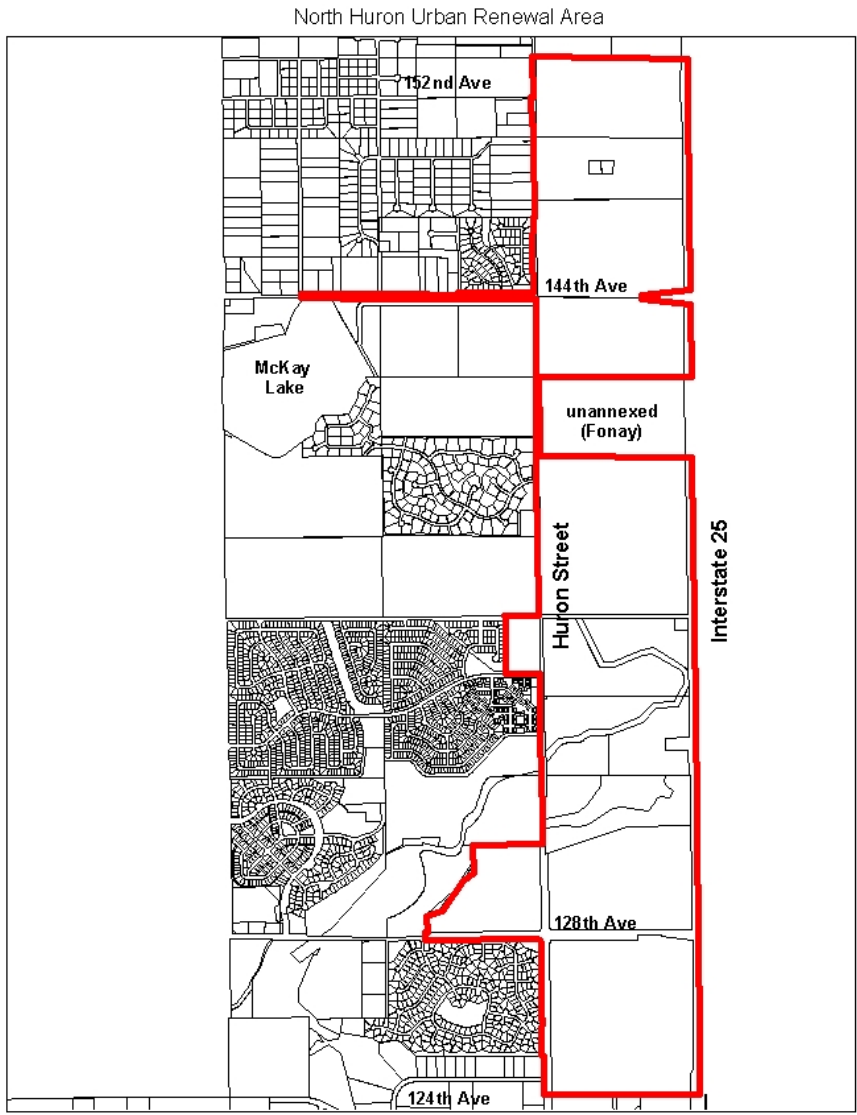 North Huron Urban Renewal Area
152nd Ave
144th Ave
McKay
Lake
unannexed
(Fonay)
Huron Street
Interstate 25
128th Ave
124th Ave